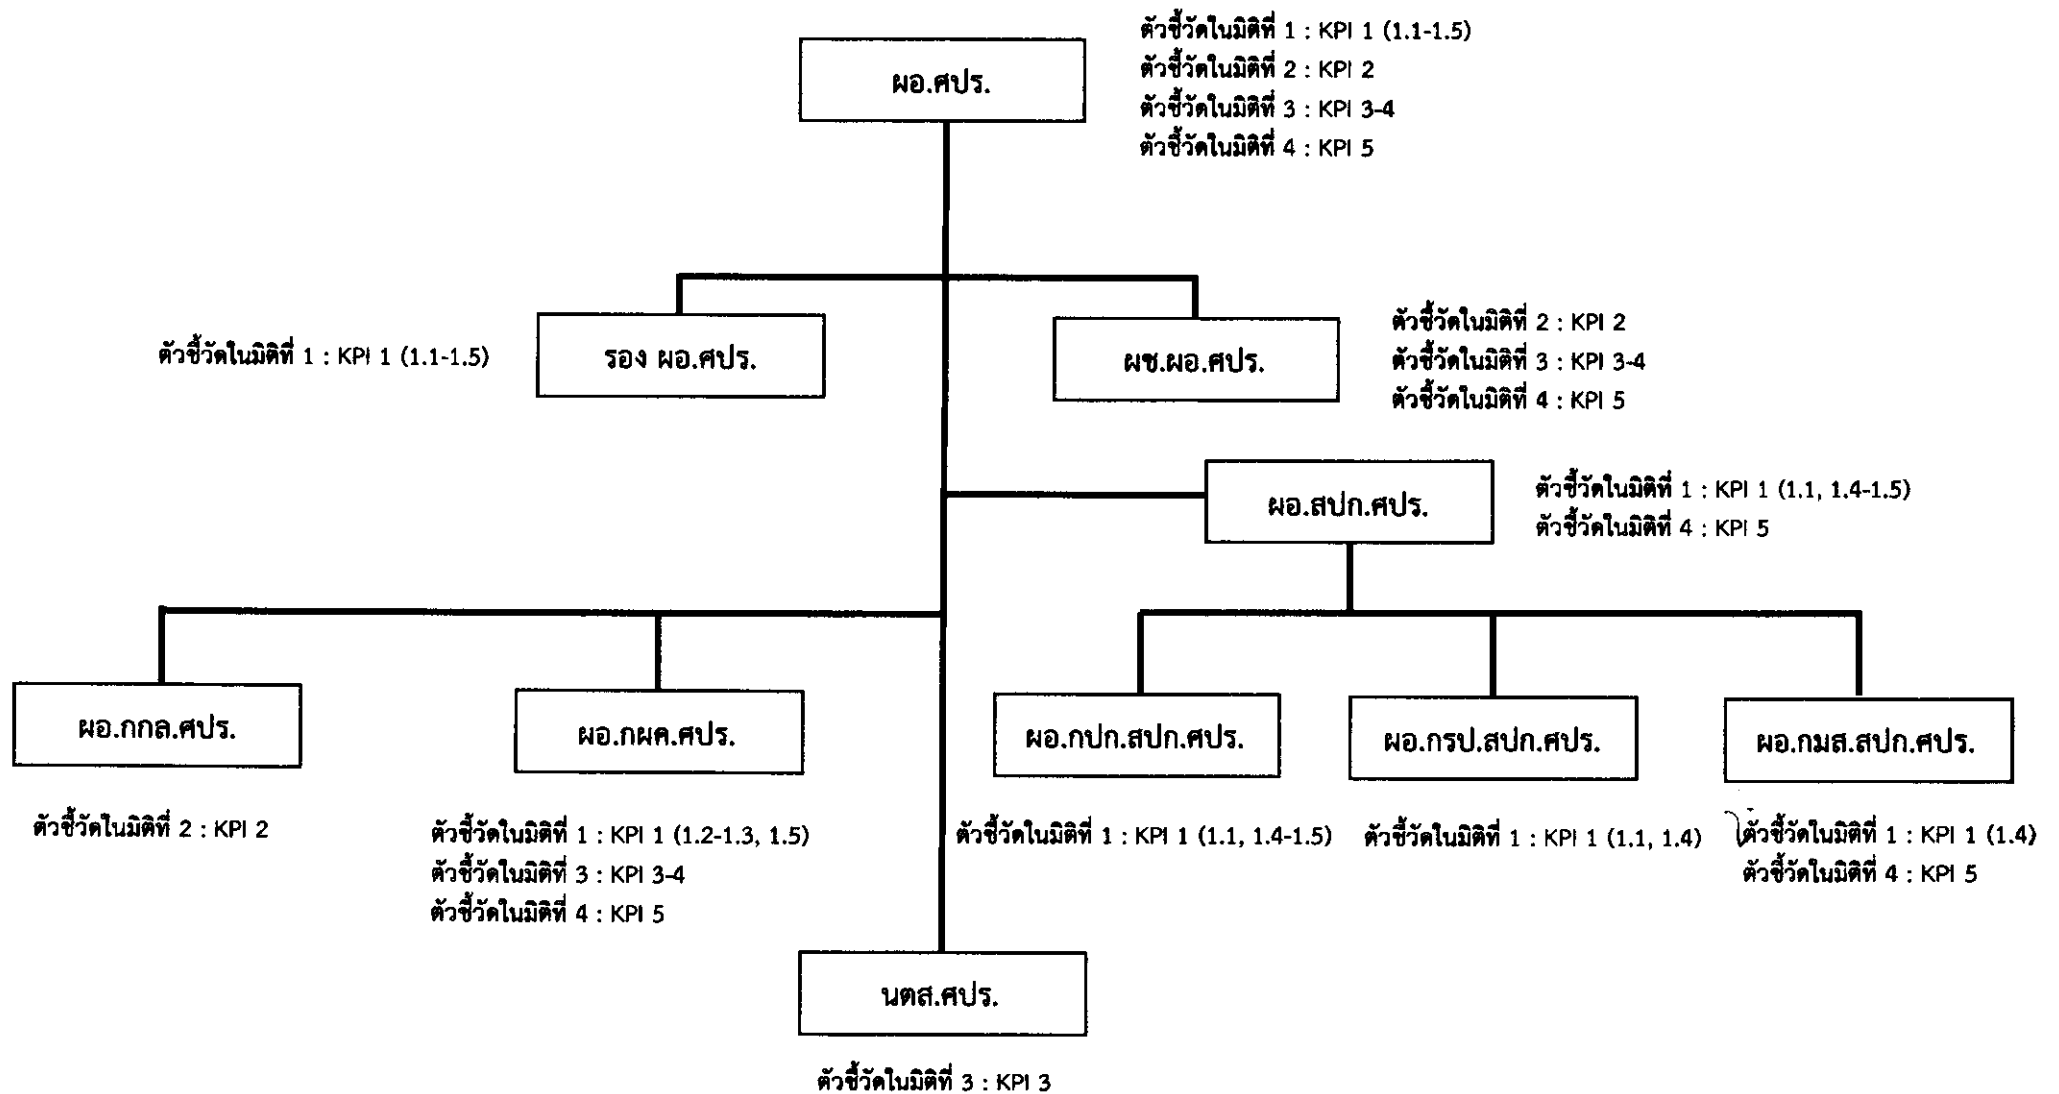 ผอ.ศปร.
ตัวชี้วัดในมิติที่ 1 : KPI 1 (1.1-1.5)
ตัวชี้วัดในมิติที่ 2 : KPI 2
ตัวชี้วัดในมิติที่ 3 : KPI 3-4
ตัวชี้วัดในมิติที่ 4 : KPI 5
ตัวชี้วัดในมิติที่ 1 : KPI 1 (1.1-1.5)
รอง ผอ.ศปร.
ผช.ผอ.ศปร.
ตัวชี้วัดในมิติที่ 2 : KPI 2
ตัวชี้วัดในมิติที่ 3 : KPI 3-4
ตัวชี้วัดในมิติที่ 4 : KPI 5
ผอ.สปก.ศปร.
ตัวชี้วัดในมิติที่ 1 : KPI 1 (1.1, 1.4-1.5)
ตัวชี้วัดในมิติที่ 4 : KPI 5
ผอ.กกล.ศปร.
ตัวชี้วัดในมิติที่ 2 : KPI 2
ผอ.กผค.ศปร.
ตัวชี้วัดในมิติที่ 1 : KPI 1 (1.2-1.3, 1.5)
ตัวชี้วัดในมิติที่ 3 : KPI 3-4
ตัวชี้วัดในมิติที่ 4 : KPI 5
ผอ.กปก.สปก.ศปร.
ตัวชี้วัดในมิติที่ 1 : KPI 1 (1.1, 1.4-1.5)
ผอ.กรป.สปก.ศปร.
ตัวชี้วัดในมิติที่ 1 : KPI 1 (1.1, 1.4)
ผอ.กมส.สปก.ศปร.
ตัวชี้วัดในมิติที่ 1 : KPI 1 (1.4)
ตัวชี้วัดในมิติที่ 4 : KPI 5
นตส.ศปร.
ตัวชี้วัดในมิติที่ 3 : KPI 3